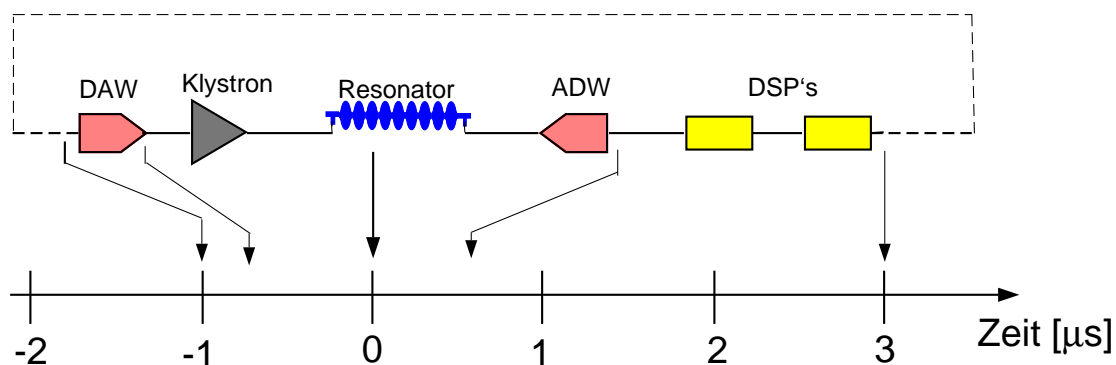 DAW
Klystron
Resonator
ADW
DSP‘s
-2 -1 0 1 2 3
Zeit [μs]